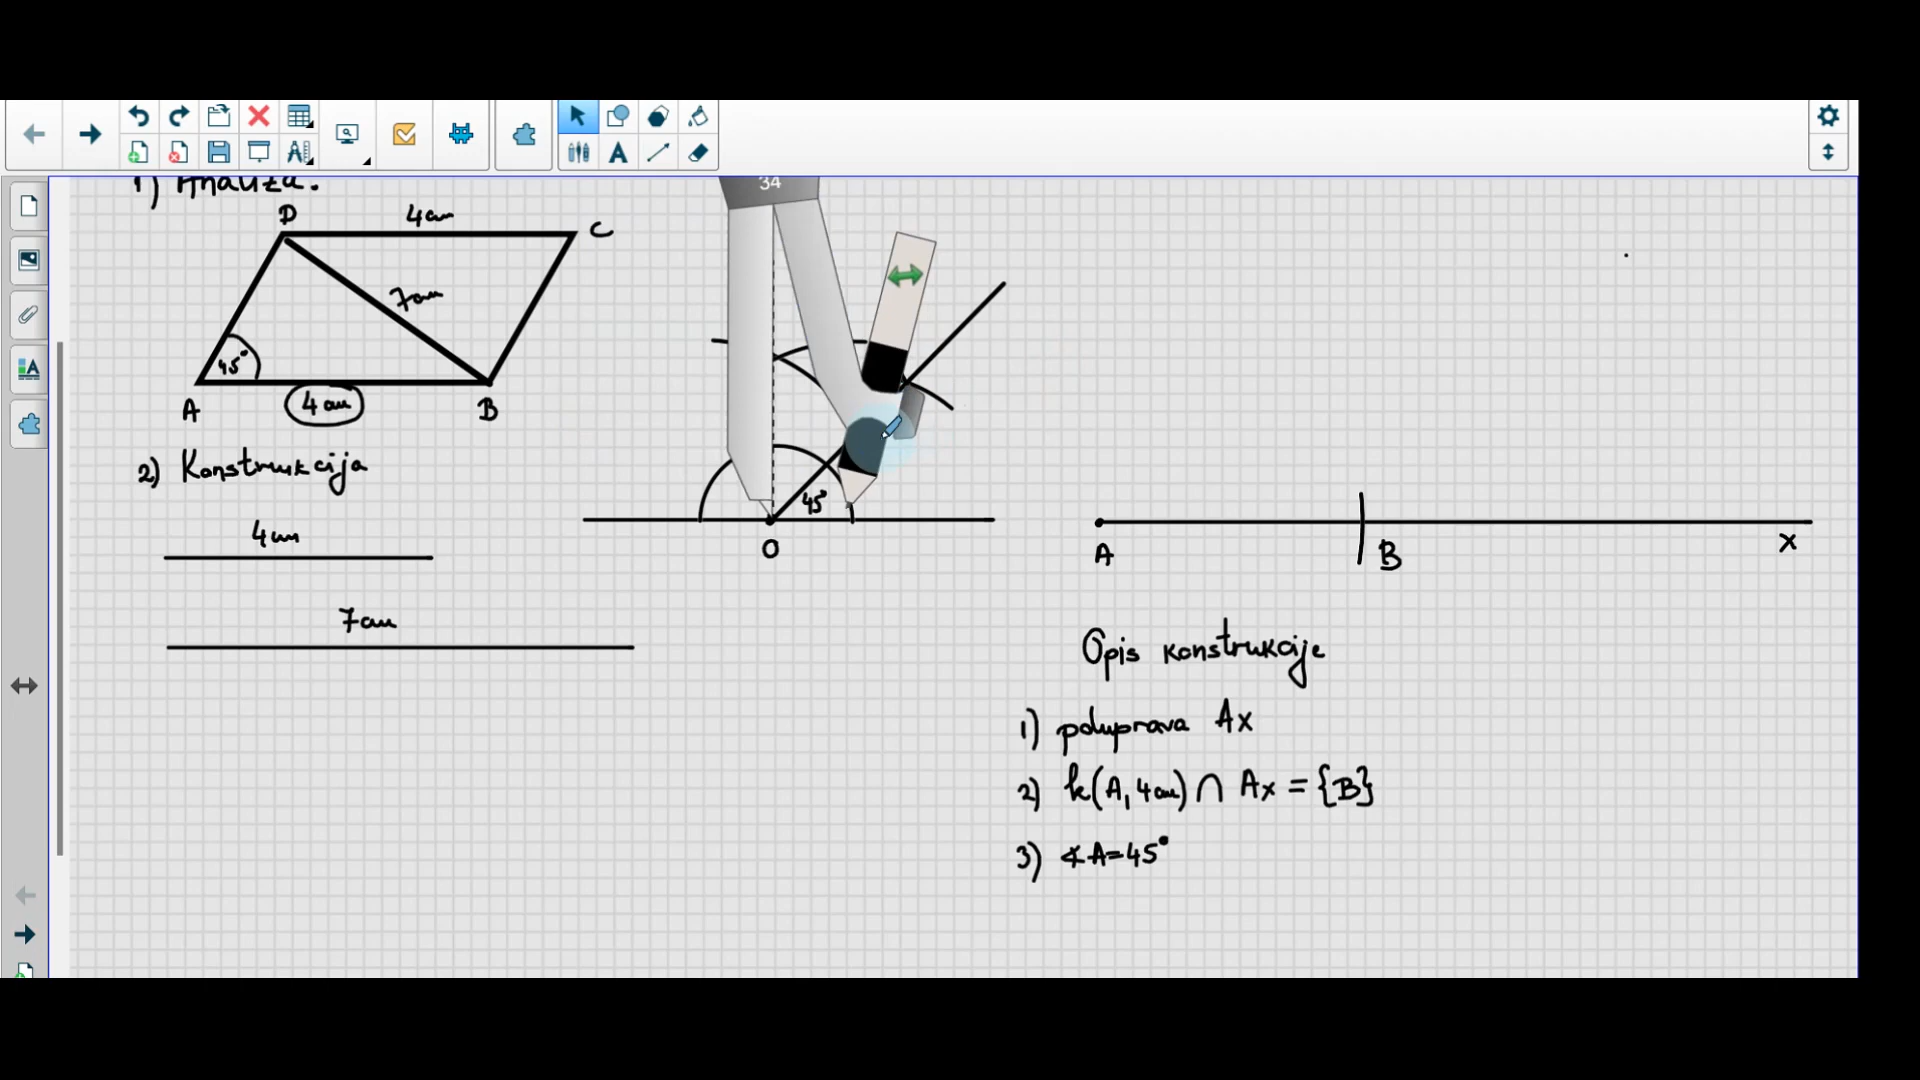 1) Analiza.
D
4cm
C
7cm
45°
A
4cm
B
2) Konstrukcija
4cm
7cm
34
45°
O
A
B
x
Opis konstrukcije
1) poluprava Ax
2) k(A, 4cm) ∩ Ax = {B}
3) ∢A=45°